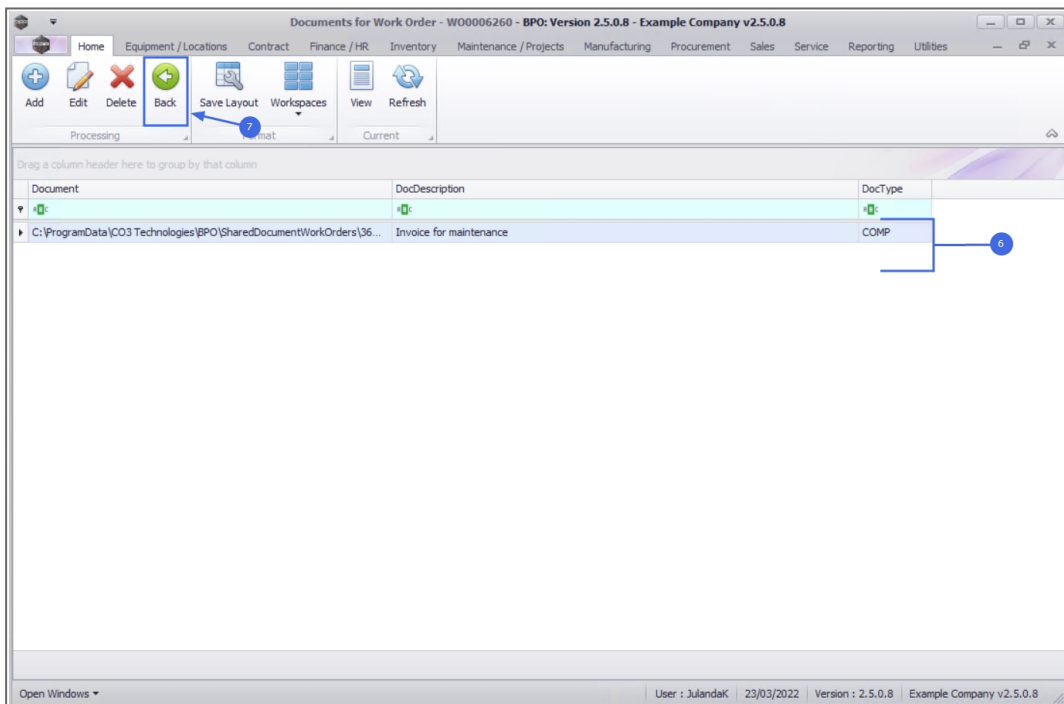 Documents for Work Order - WO0006260 - BPO: Version 2.5.0.8 - Example Company v2.5.0.8
Home Equipment / Locations Contract Finance / HR Inventory Maintenance / Projects Manufacturing Procurement Sales Service Reporting Utilities
Add Edit Delete Back Save Layout Workspaces View Refresh
7
Processing Format Current
Drag a column header here to group by that column
Document DocDescription DocType
C:\ProgramData\CO3 Technologies\BPO\SharedDocumentWorkOrders\36... Invoice for maintenance COMP
6
Open Windows User : JulandaK 23/03/2022 Version : 2.5.0.8 Example Company v2.5.0.8